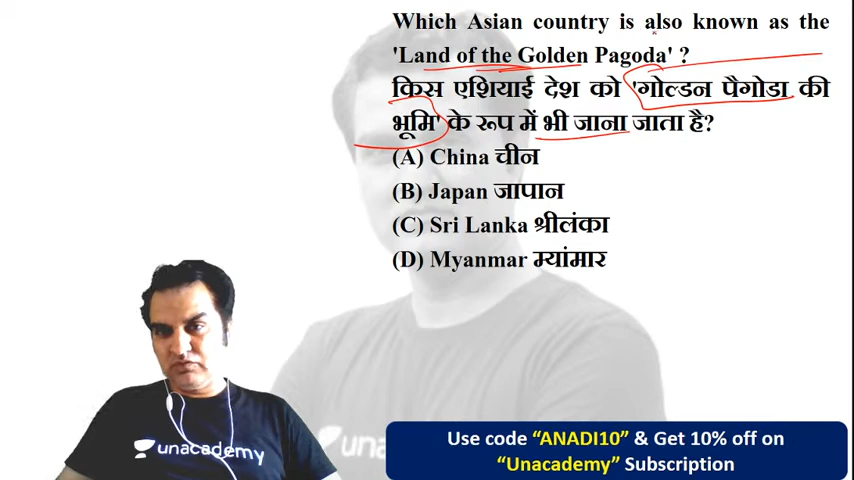 Which Asian country is also known as the
'Land of the Golden Pagoda' ?
किस एशियाई देश को 'गोल्डन पैगोडा की
भूमि' के रूप में भी जाना जाता है?
(A) China चीन
(B) Japan जापान
(C) Sri Lanka श्रीलंका
(D) Myanmar म्यांमार
unacademy
una
Use code “ANADI10” & Get 10% off on
“Unacademy” Subscription